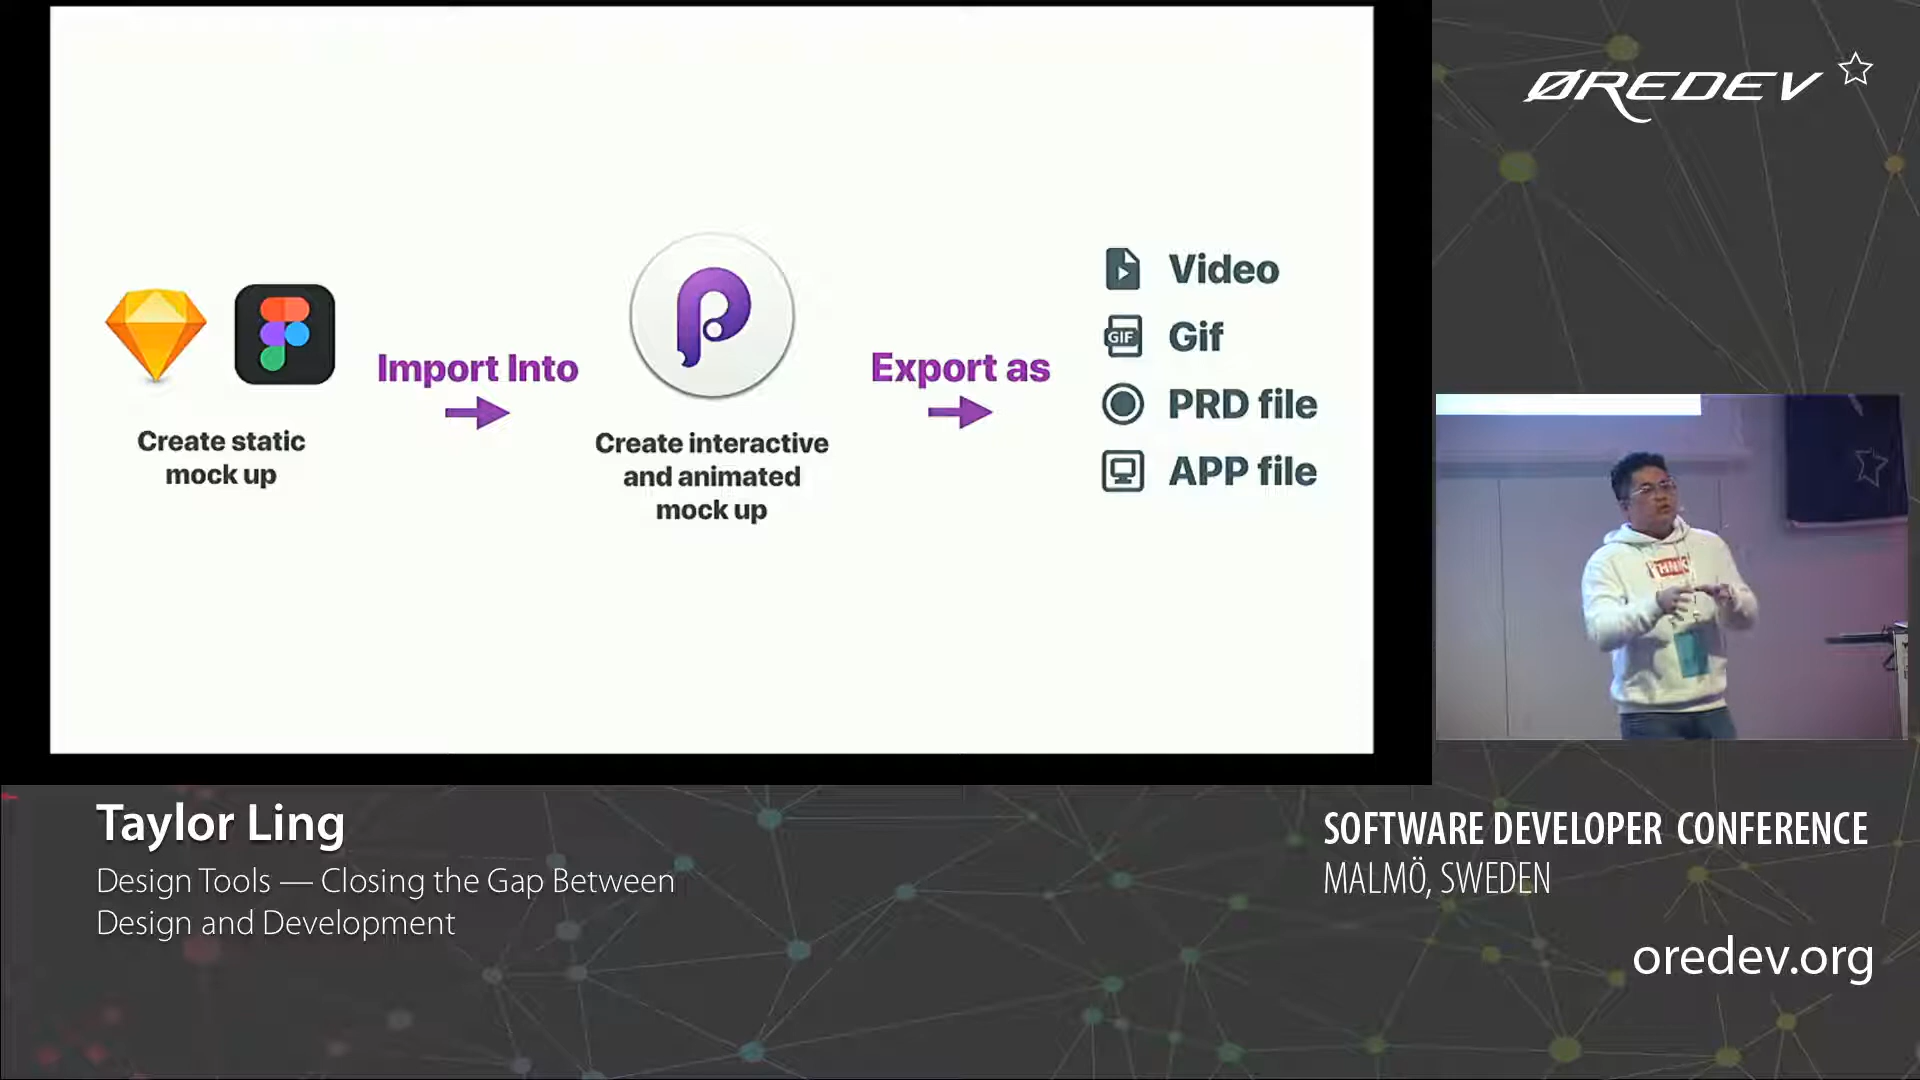 Create static
mock up
Import Into
Create interactive
and animated
mock up
Export as
Video
GIF
Gif
PRD file
APP file
ØREDEV
Taylor Ling
Design Tools — Closing the Gap Between
Design and Development
SOFTWARE DEVELOPER CONFERENCE
MALMÖ, SWEDEN
oredev.org